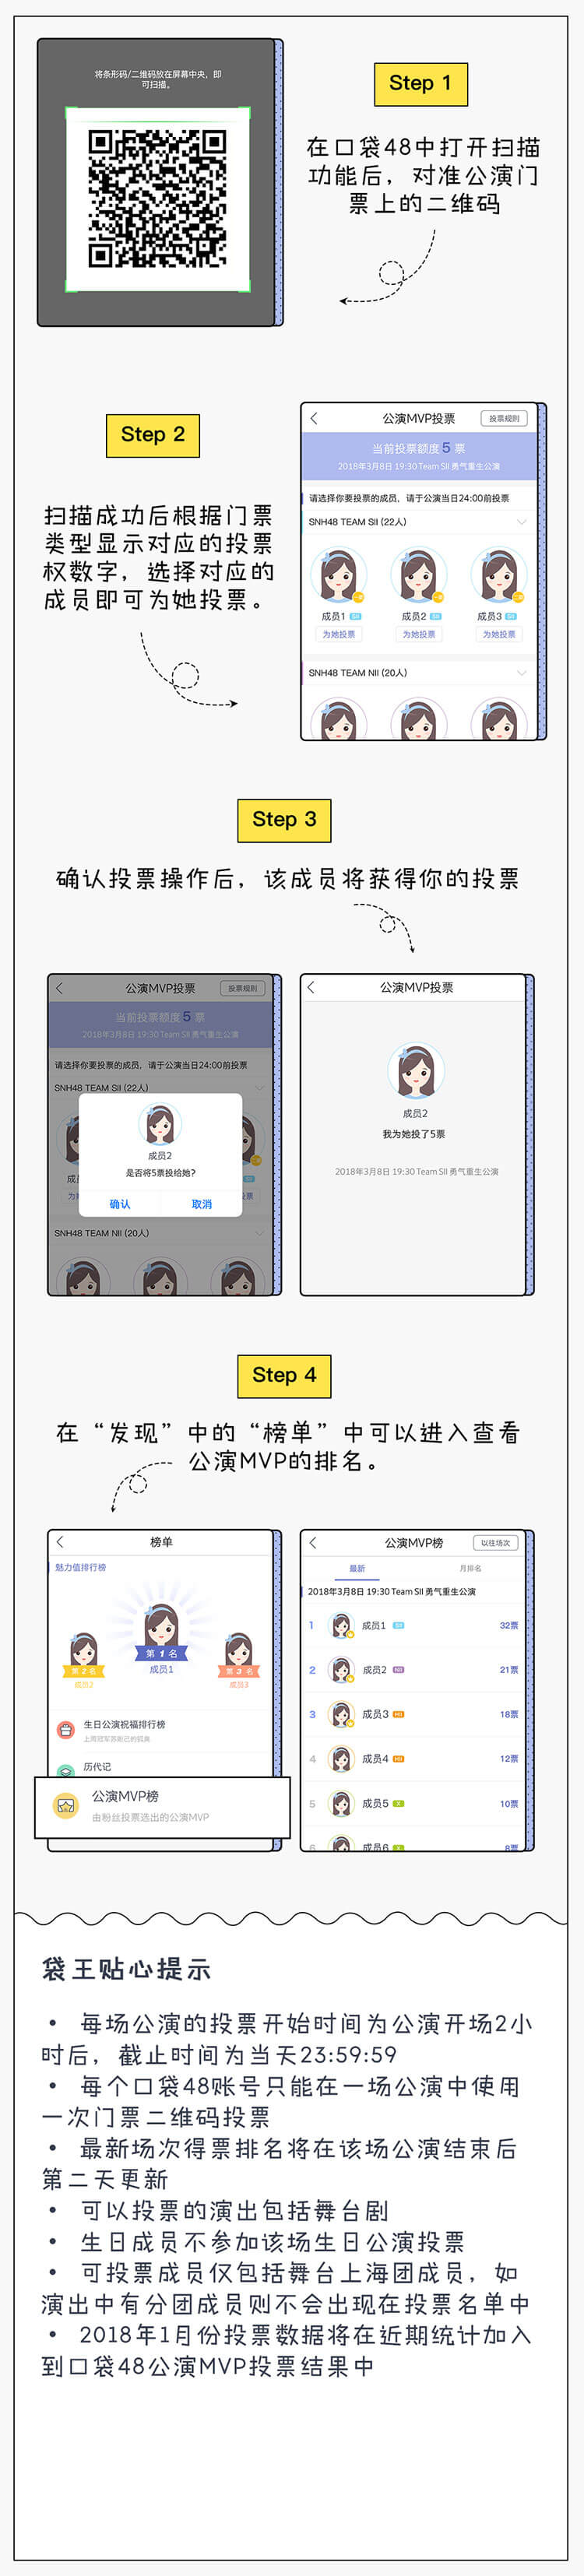 将条形码/二维码放在屏幕中央，即
可扫描。
Step 1
在口袋48中打开扫描
功能后，对准公演门
票上的二维码
Step 2
扫描成功后根据门票
类型显示对应的投票
权数字，选择对应的
成员即可为她投票。
公演MVP投票
投票规则
当前投票额度 5 票
2018年3月8日 19:30 Team SII 勇气重生公演
请选择你要投票的成员，请于公演当日24:00前投票
SNH48 TEAM SII (22人)
成员1 SII
成员2 SII
成员3 SII
为她投票
为她投票
为她投票
SNH48 TEAM NII (20人)
Step 3
确认投票操作后，该成员将获得你的投票
公演MVP投票
投票规则
当前投票额度 5 票
2018年3月8日 19:30 Team SII 勇气重生公演
请选择你要投票的成员，请于公演当日24:00前投票
SNH48 TEAM SII (22人)
成员2
是否将5票投给她?
确认
取消
SNH48 TEAM NII (20人)
公演MVP投票
成员2
我为她投了5票
2018年3月8日 19:30 Team SII 勇气重生公演
Step 4
在“发现”中的“榜单”中可以进入查看
公演MVP的排名。
榜单
魅力值排行榜
第 1 名
第 2 名
第 3 名
成员1
成员2
成员3
生日公演祝福排行榜
历代记
公演MVP榜
由粉丝投票选出的公演MVP
公演MVP榜
以往场次
最新
月排名
2018年3月8日 19:30 Team SII 勇气重生公演
1 成员1 SII 32票
2 成员2 NII 21票
3 成员3 HII 18票
4 成员4 HII 12票
5 成员5 X 10票
6 成员6 X 8票
袋王贴心提示
• 每场公演的投票开始时间为公演开场2小
时后，截止时间为当天23:59:59
• 每个口袋48账号只能在一场公演中使用
一次门票二维码投票
• 最新场次得票排名将在该场公演结束后
第二天更新
• 可以投票的演出包括舞台剧
• 生日成员不参加该场生日公演投票
• 可投票成员仅包括舞台上海团成员，如
演出中有分团成员则不会出现在投票名单中
• 2018年1月份投票数据将在近期统计加入
到口袋48公演MVP投票结果中